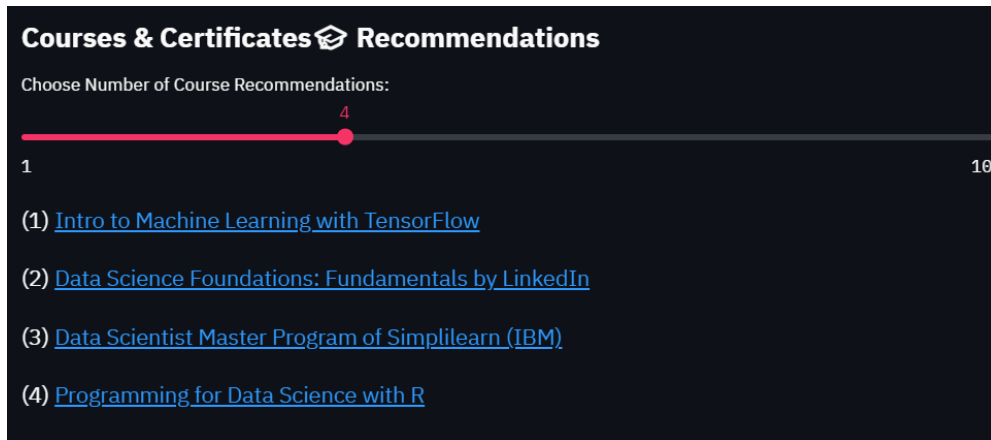 Courses & Certificates🎓 Recommendations
Choose Number of Course Recommendations:
4
1 10
(1) Intro to Machine Learning with TensorFlow
(2) Data Science Foundations: Fundamentals by LinkedIn
(3) Data Scientist Master Program of Simplilearn (IBM)
(4) Programming for Data Science with R